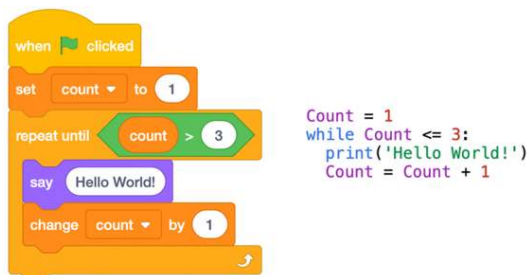 when clicked
set count to 1
repeat until count > 3
say Hello World!
change count by 1
Count = 1
while Count <= 3:
print('Hello World!')
Count = Count + 1